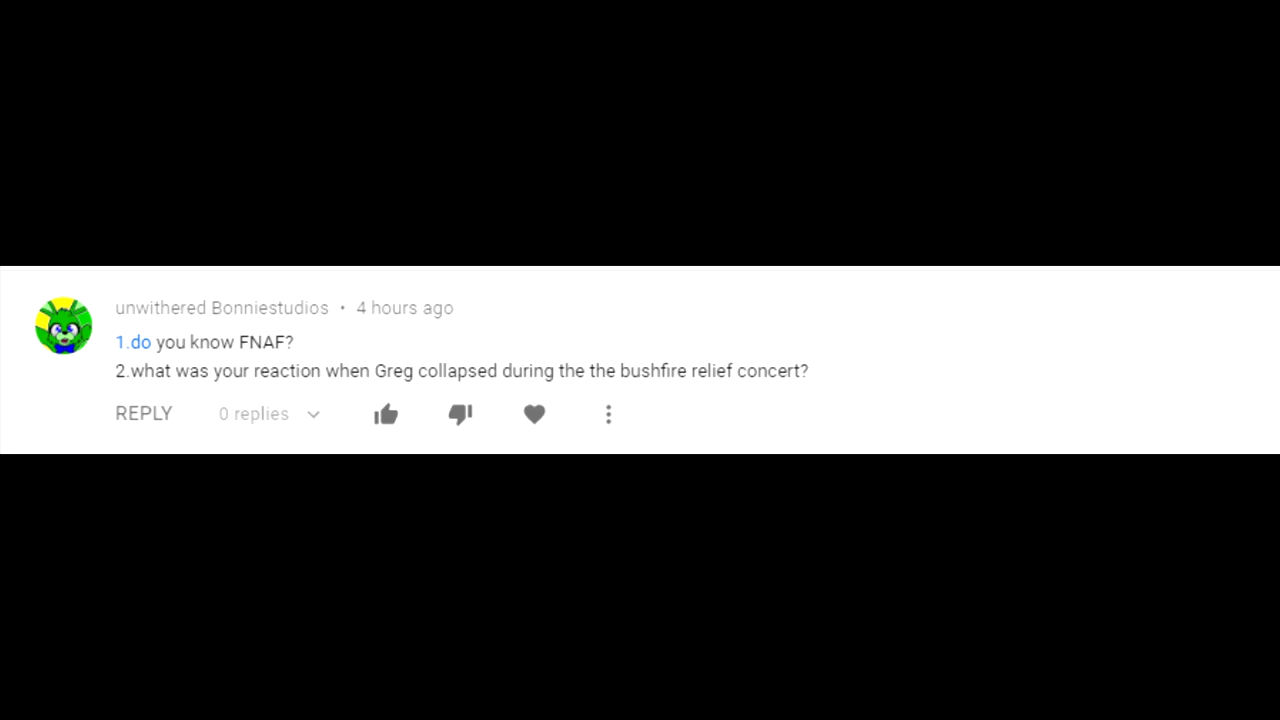 unwithered Bonniestudios • 4 hours ago
1.do you know FNAF?
2.what was your reaction when Greg collapsed during the the bushfire relief concert?
REPLY 0 replies